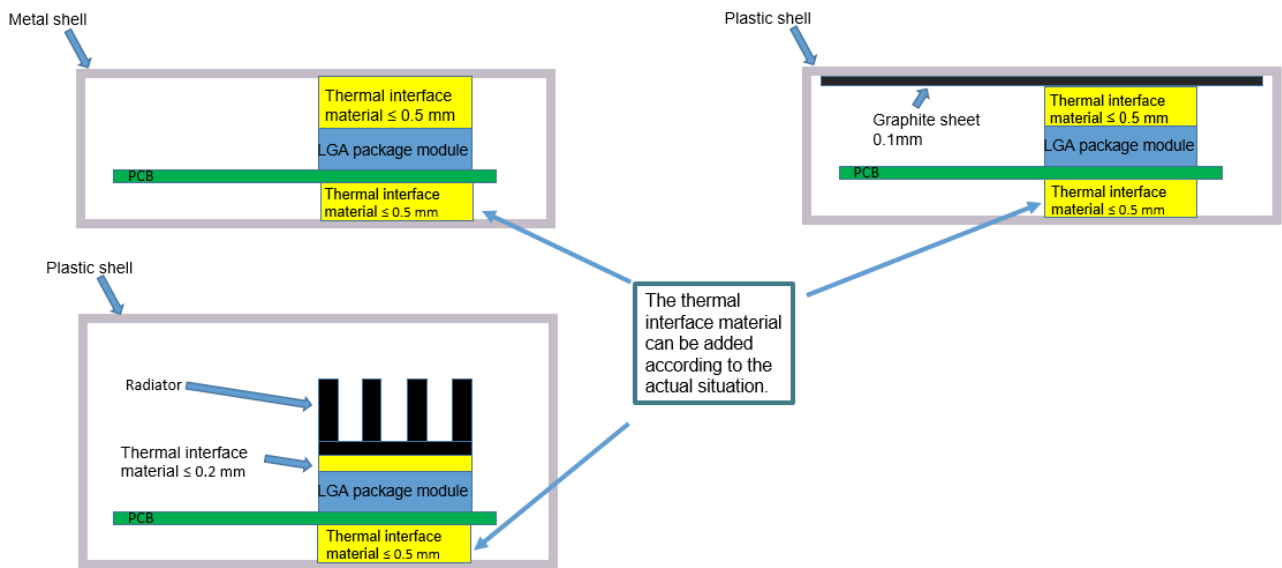 Metal shell
Thermal interface
material ≤ 0.5 mm
LGA package module
PCB
Thermal interface
material ≤ 0.5 mm
Plastic shell
Graphite sheet
0.1mm
Thermal interface
material ≤ 0.5 mm
LGA package module
PCB
Thermal interface
material ≤ 0.5 mm
Plastic shell
Radiator
Thermal interface
material ≤ 0.2 mm
LGA package module
PCB
Thermal interface
material ≤ 0.5 mm
The thermal
interface material
can be added
according to the
actual situation.